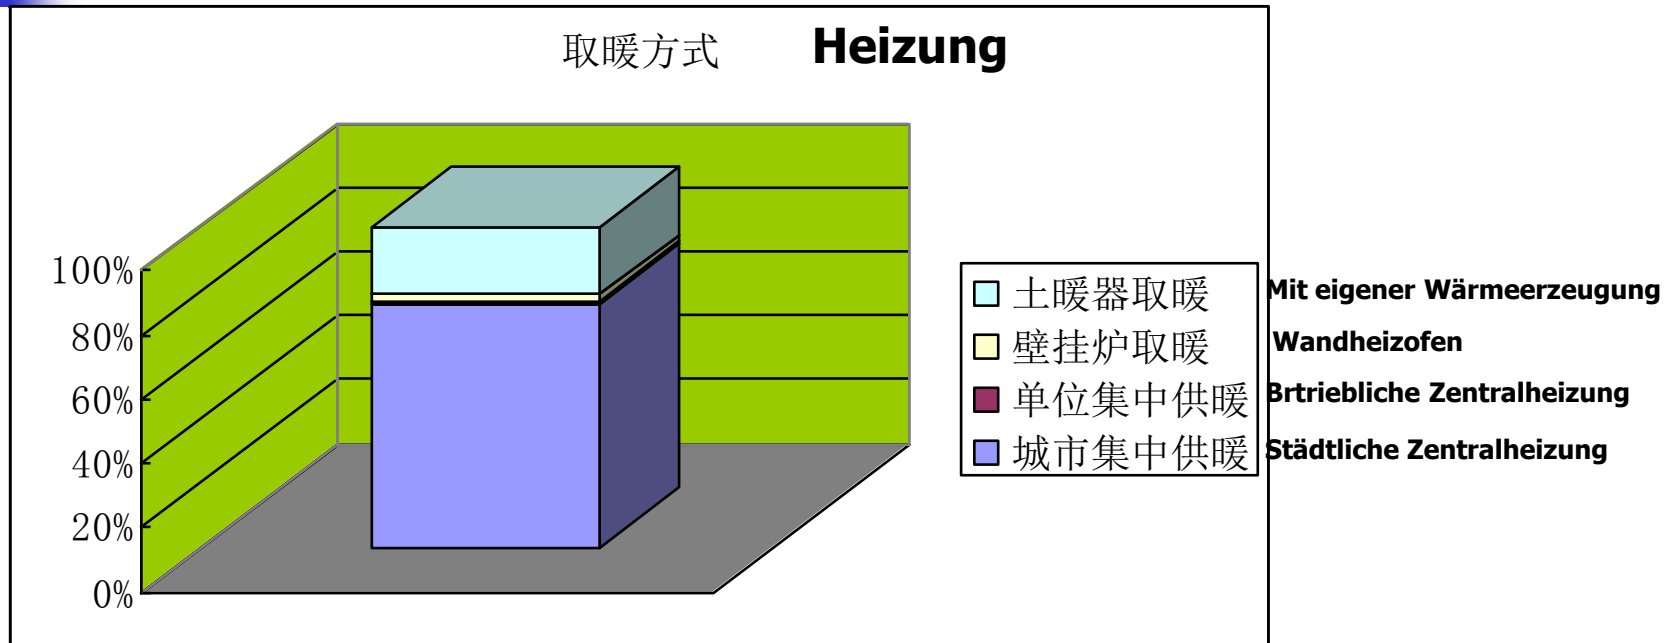 取暖方式 Heizung
100%
80%
60%
40%
20%
0%
土暖器取暖 Mit eigener Wärmeerzeugung
壁挂炉取暖 Wandheizofen
单位集中供暖 Brtriebliche Zentralheizung
城市集中供暖 Städtliche Zentralheizung